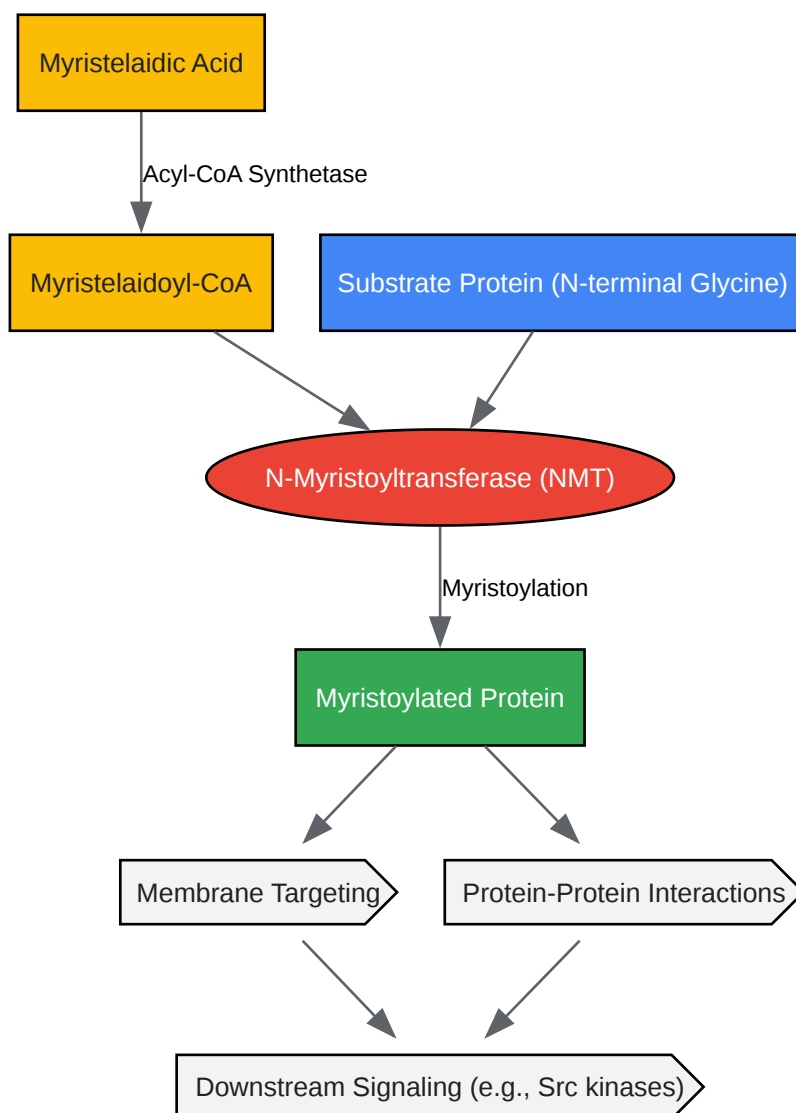 Myristelaidic Acid
Acyl-CoA Synthetase
Myristelaidoyl-CoA
Substrate Protein (N-terminal Glycine)
N-Myristoyltransferase (NMT)
Myristoylation
Myristoylated Protein
Membrane Targeting
Protein-Protein Interactions
Downstream Signaling (e.g., Src kinases)